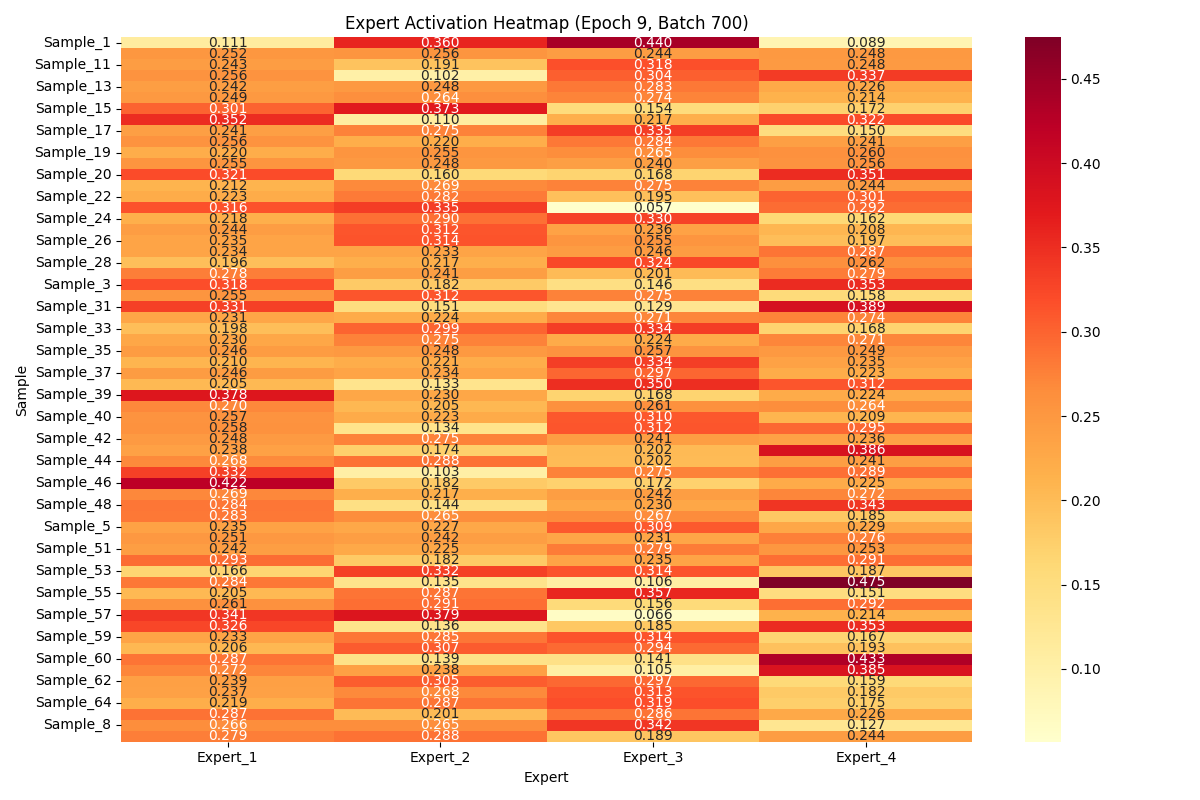 Expert Activation Heatmap (Epoch 9, Batch 700)
Sample_1 0.111 0.360 0.440 0.089
0.252 0.256 0.244 0.248
Sample_11 0.243 0.191 0.318 0.248
0.256 0.102 0.304 0.337
Sample_13 0.242 0.248 0.283 0.226
0.249 0.264 0.274 0.214
Sample_15 0.301 0.373 0.154 0.172
0.352 0.110 0.217 0.322
Sample_17 0.241 0.275 0.335 0.150
0.256 0.220 0.284 0.241
Sample_19 0.220 0.255 0.265 0.260
0.255 0.248 0.240 0.256
Sample_20 0.321 0.160 0.168 0.351
0.212 0.269 0.275 0.244
Sample_22 0.223 0.282 0.195 0.301
0.316 0.335 0.057 0.292
Sample_24 0.218 0.290 0.330 0.162
0.244 0.312 0.236 0.208
Sample_26 0.235 0.314 0.255 0.197
0.234 0.233 0.246 0.287
Sample_28 0.196 0.217 0.324 0.262
0.278 0.241 0.201 0.279
Sample_3 0.318 0.182 0.146 0.353
0.255 0.312 0.275 0.158
Sample_31 0.331 0.151 0.129 0.389
0.231 0.224 0.271 0.274
Sample_33 0.198 0.299 0.334 0.168
0.230 0.275 0.224 0.271
Sample_35 0.246 0.248 0.257 0.249
0.210 0.221 0.334 0.235
Sample_37 0.246 0.234 0.297 0.223
0.205 0.133 0.350 0.312
Sample_39 0.378 0.230 0.168 0.224
0.270 0.205 0.261 0.264
Sample_40 0.257 0.223 0.310 0.209
0.258 0.134 0.312 0.295
Sample_42 0.248 0.275 0.241 0.236
0.238 0.174 0.202 0.386
Sample_44 0.268 0.288 0.202 0.241
0.332 0.103 0.275 0.289
Sample_46 0.422 0.182 0.172 0.225
0.269 0.217 0.242 0.272
Sample_48 0.284 0.144 0.230 0.343
0.283 0.265 0.267 0.185
Sample_5 0.235 0.227 0.309 0.229
0.251 0.242 0.231 0.276
Sample_51 0.242 0.225 0.279 0.253
0.293 0.182 0.235 0.291
Sample_53 0.166 0.332 0.314 0.187
0.284 0.135 0.106 0.475
Sample_55 0.205 0.287 0.357 0.151
0.261 0.291 0.156 0.292
Sample_57 0.341 0.379 0.066 0.214
0.326 0.136 0.185 0.353
Sample_59 0.233 0.285 0.314 0.167
0.206 0.307 0.294 0.193
Sample_60 0.287 0.139 0.141 0.433
0.272 0.238 0.105 0.385
Sample_62 0.239 0.305 0.297 0.159
0.237 0.268 0.313 0.182
Sample_64 0.219 0.287 0.319 0.175
0.287 0.201 0.286 0.226
Sample_8 0.266 0.265 0.342 0.127
0.279 0.288 0.189 0.244
Expert_1 Expert_2 Expert_3 Expert_4
Expert
Sample
0.45
0.40
0.35
0.30
0.25
0.20
0.15
0.10